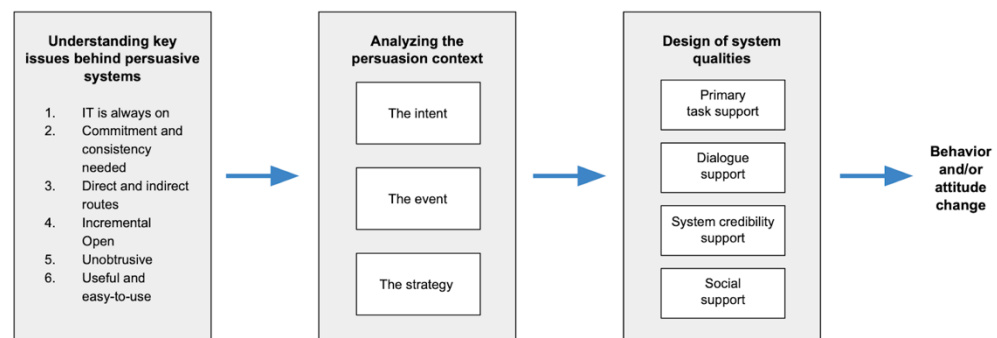 Understanding key
issues behind persuasive
systems
1. IT is always on
2. Commitment and
consistency
needed
3. Direct and indirect
routes
4. Incremental
Open
5. Unobtrusive
6. Useful and
easy-to-use
Analyzing the
persuasion context
The intent
The event
The strategy
Design of system
qualities
Primary
task support
Dialogue
support
System credibility
support
Social
support
Behavior
and/or
attitude
change